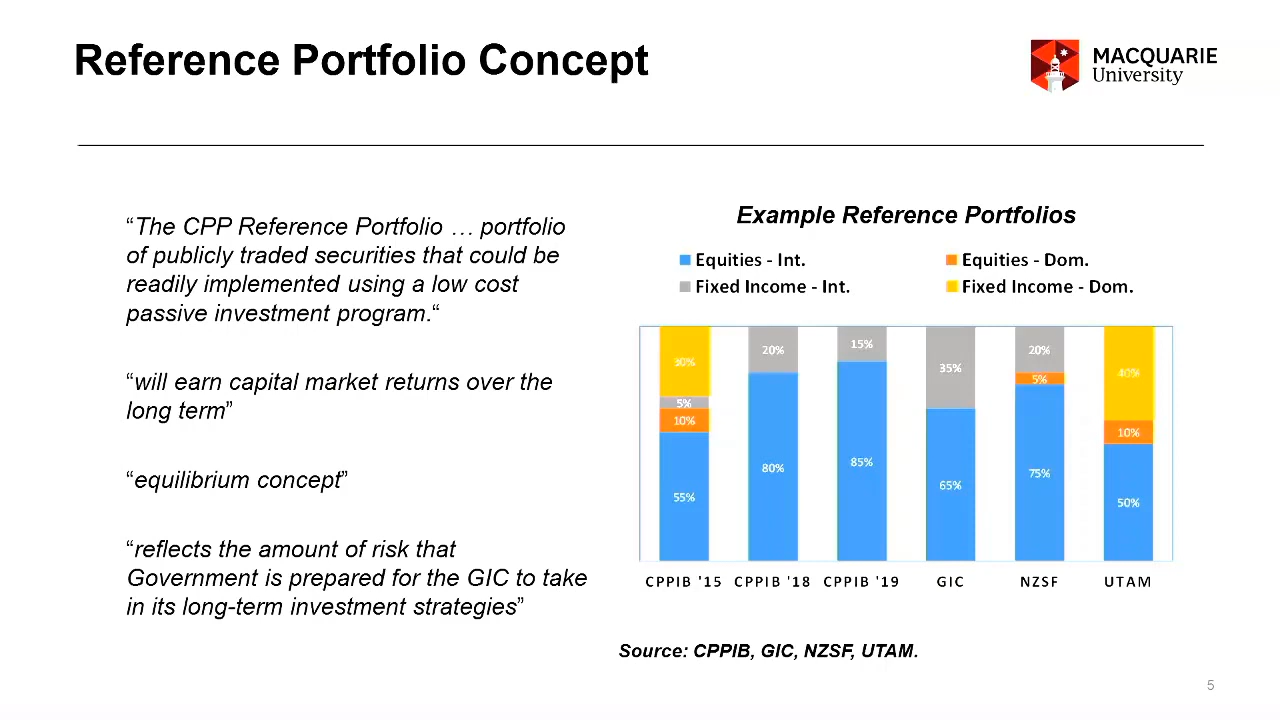 Reference Portfolio Concept
MACQUARIE
University
“The CPP Reference Portfolio … portfolio
of publicly traded securities that could be
readily implemented using a low cost
passive investment program.“
“will earn capital market returns over the
long term”
“equilibrium concept”
“reflects the amount of risk that
Government is prepared for the GIC to take
in its long-term investment strategies”
Example Reference Portfolios
Equities - Int. Equities - Dom.
Fixed Income - Int. Fixed Income - Dom.
30% 20% 15% 35% 20% 40%
5% 5%
10% 10%
55% 80% 85% 65% 75% 50%
CPPIB '15 CPPIB '18 CPPIB '19 GIC NZSF UTAM
Source: CPPIB, GIC, NZSF, UTAM.
5